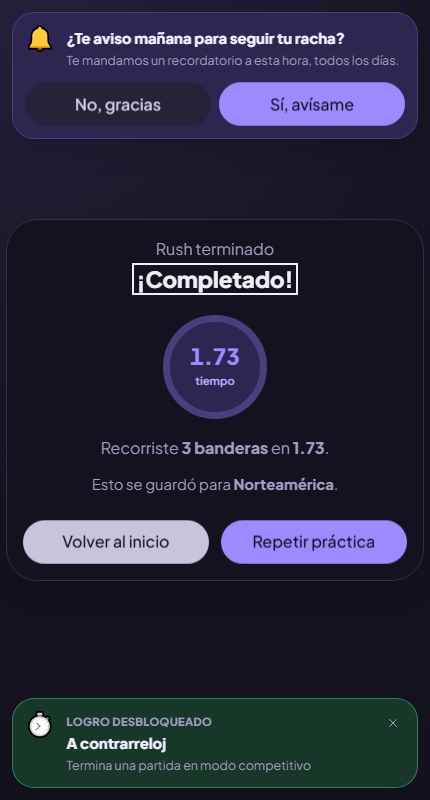 ¿Te aviso mañana para seguir tu racha?
Te mandamos un recordatorio a esta hora, todos los días.
No, gracias
Sí, avísame
Rush terminado
¡Completado!
1.73
tiempo
Recorriste 3 banderas en 1.73.
Esto se guardó para Norteamérica.
Volver al inicio
Repetir práctica
LOGRO DESBLOQUEADO
A contrarreloj
Termina una partida en modo competitivo